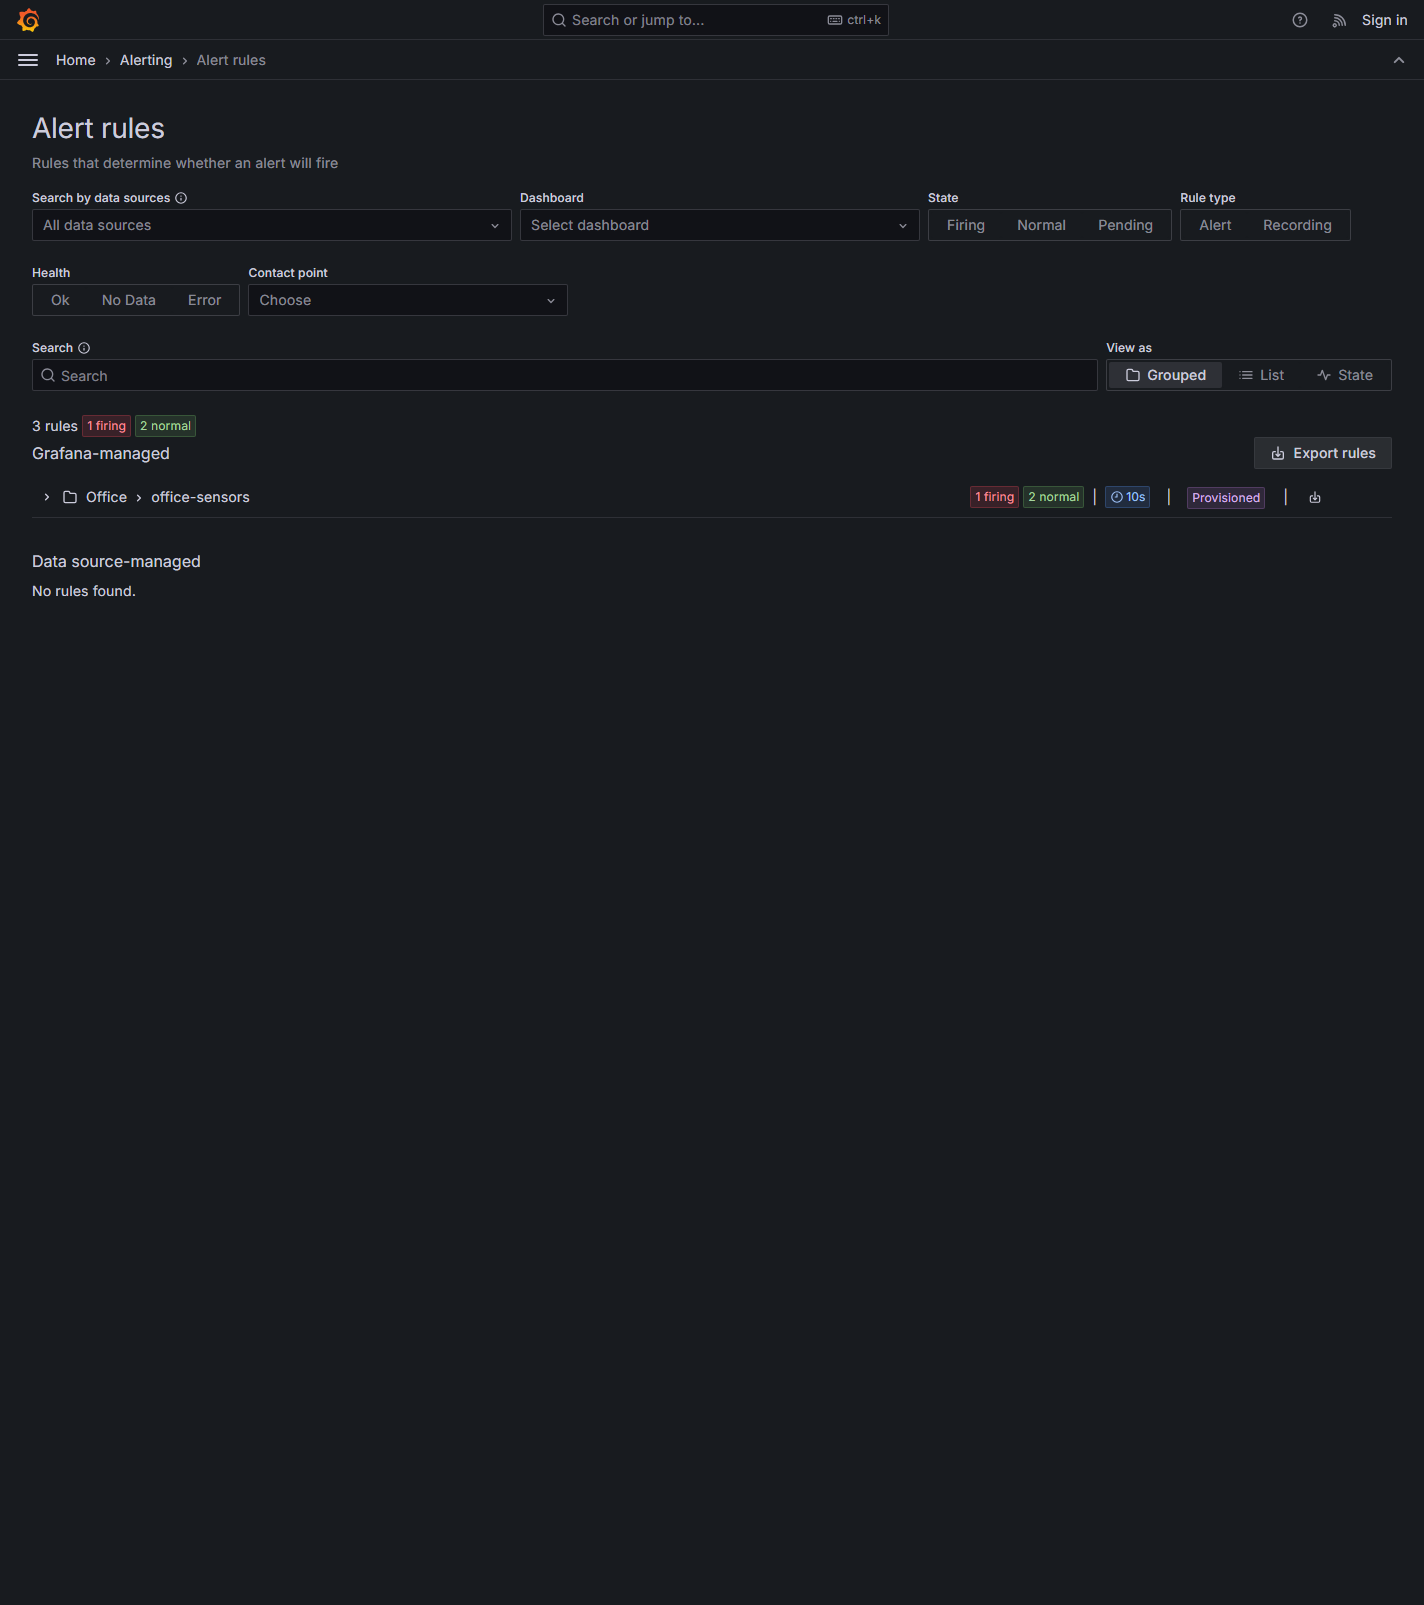 Search or jump to... ctrl+k Sign in
Home › Alerting › Alert rules
Alert rules
Rules that determine whether an alert will fire
Search by data sources Dashboard State Rule type
All data sources Select dashboard Firing Normal Pending Alert Recording
Health Contact point
Ok No Data Error Choose
Search View as
Search Grouped List State
3 rules 1 firing 2 normal
Grafana-managed Export rules
Office › office-sensors 1 firing 2 normal | 10s | Provisioned |
Data source-managed
No rules found.